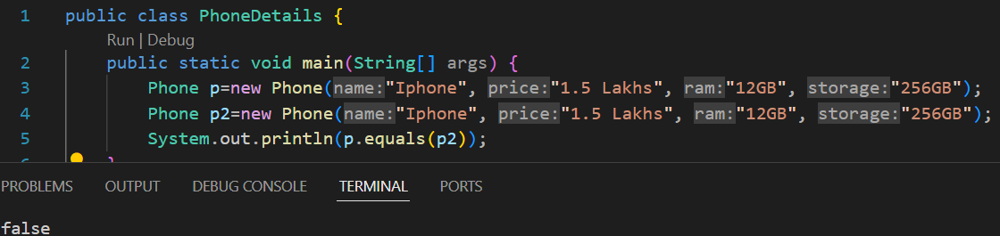 1 public class PhoneDetails {
Run | Debug
2 public static void main(String[] args) {
3 Phone p=new Phone(name:"Iphone", price:"1.5 Lakhs", ram:"12GB", storage:"256GB");
4 Phone p2=new Phone(name:"Iphone", price:"1.5 Lakhs", ram:"12GB", storage:"256GB");
5 System.out.println(p.equals(p2));
PROBLEMS OUTPUT DEBUG CONSOLE TERMINAL PORTS
false